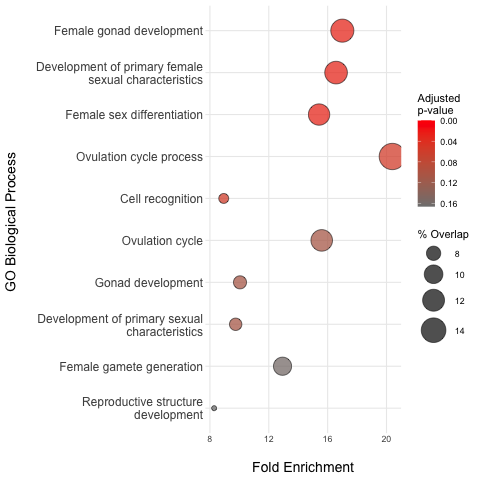 Female gonad development
Development of primary female
sexual characteristics
Female sex differentiation
Ovulation cycle process
Cell recognition
Ovulation cycle
Gonad development
Development of primary sexual
characteristics
Female gamete generation
Reproductive structure
development
GO Biological Process
8
12
16
20
Fold Enrichment
Adjusted
p-value
0.00
0.04
0.08
0.12
0.16
% Overlap
8
10
12
14